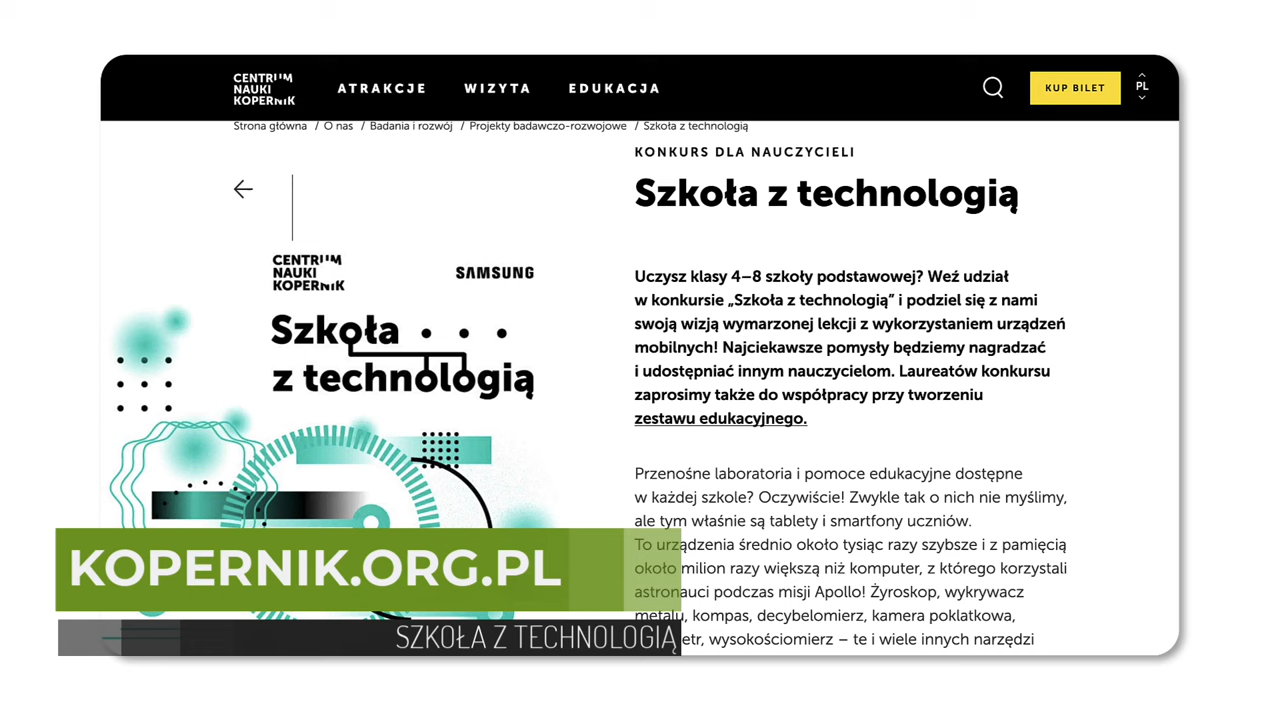 CENTRUM
NAUKI
KOPERNIK
ATRAKCJE WIZYTA EDUKACJA
KUP BILET
PL
Strona główna / O nas / Badania i rozwój / Projekty badawczo-rozwojowe / Szkoła z technologią
KONKURS DLA NAUCZYCIELI
Szkoła z technologią
CENTRUM
NAUKI
KOPERNIK
SAMSUNG
Szkoła
z technologią
Uczysz klasy 4–8 szkoły podstawowej? Weź udział
w konkursie „Szkoła z technologią” i podziel się z nami
swoją wizją wymarzonej lekcji z wykorzystaniem urządzeń
mobilnych! Najciekawsze pomysły będziemy nagradzać
i udostępniać innym nauczycielom. Laureatów konkursu
zaprosimy także do współpracy przy tworzeniu
zestawu edukacyjnego.
Przenośne laboratoria i pomoce edukacyjne dostępne
w każdej szkole? Oczywiście! Zwykle tak o nich nie myślimy,
ale tym właśnie są tablety i smartfony uczniów.
To urządzenia średnio około tysiąc razy szybsze i z pamięcią
około milion razy większą niż komputer, z którego korzystali
astronauci podczas misji Apollo! Żyroskop, wykrywacz
metalu, kompas, decybelomierz, kamera poklatkowa,
wysokościomierz – te i wiele innych narzędzi
KOPERNIK.ORG.PL
SZKOŁA Z TECHNOLOGIĄ